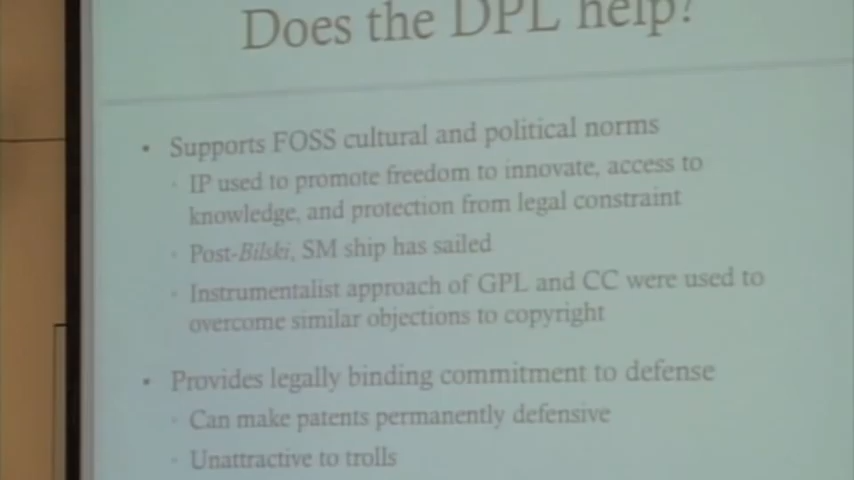 Does the DPL help?
• Supports FOSS cultural and political norms
• IP used to promote freedom to innovate, access to
knowledge, and protection from legal constraint
• Post-Bilski, SM ship has sailed
• Instrumentalist approach of GPL and CC were used to
overcome similar objections to copyright
• Provides legally binding commitment to defense
• Can make patents permanently defensive
• Unattractive to trolls